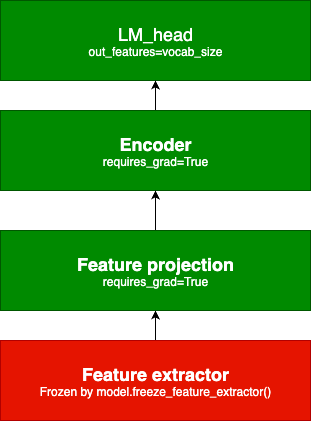 LM_head
out_features=vocab_size
Encoder
requires_grad=True
Feature projection
requires_grad=True
Feature extractor
Frozen by model.freeze_feature_extractor()